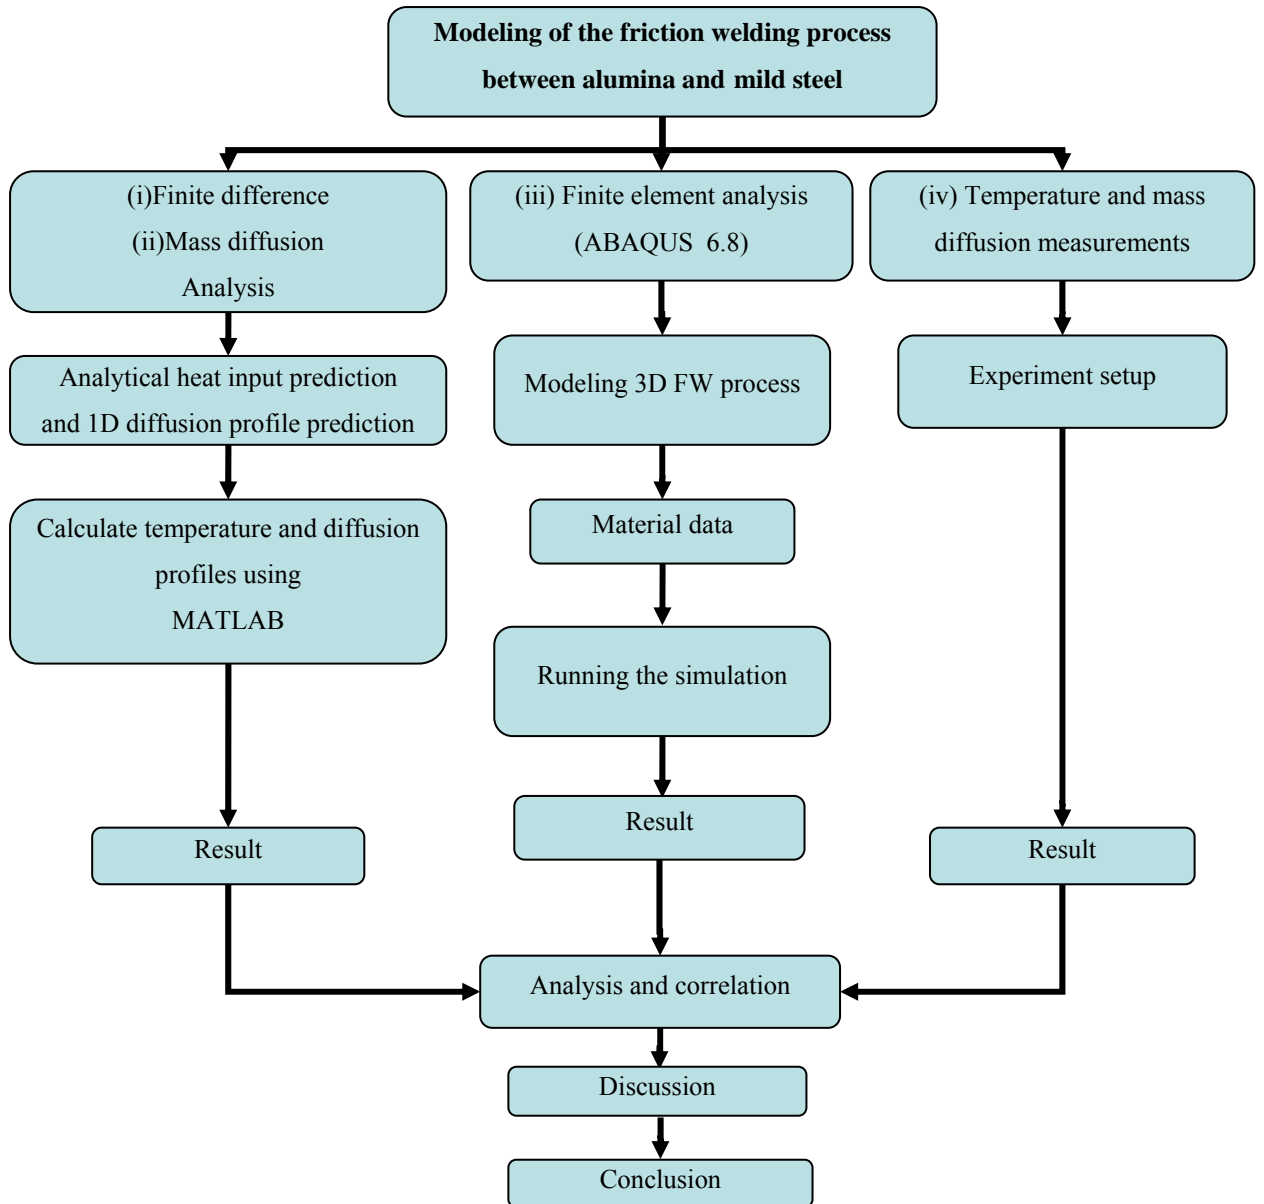 Modeling of the friction welding process
between alumina and mild steel
(i)Finite difference
(ii)Mass diffusion
Analysis
(iii) Finite element analysis
(ABAQUS 6.8)
(iv) Temperature and mass
diffusion measurements
Analytical heat input prediction
and 1D diffusion profile prediction
Modeling 3D FW process
Experiment setup
Calculate temperature and diffusion
profiles using
MATLAB
Material data
Running the simulation
Result
Result
Result
Analysis and correlation
Discussion
Conclusion